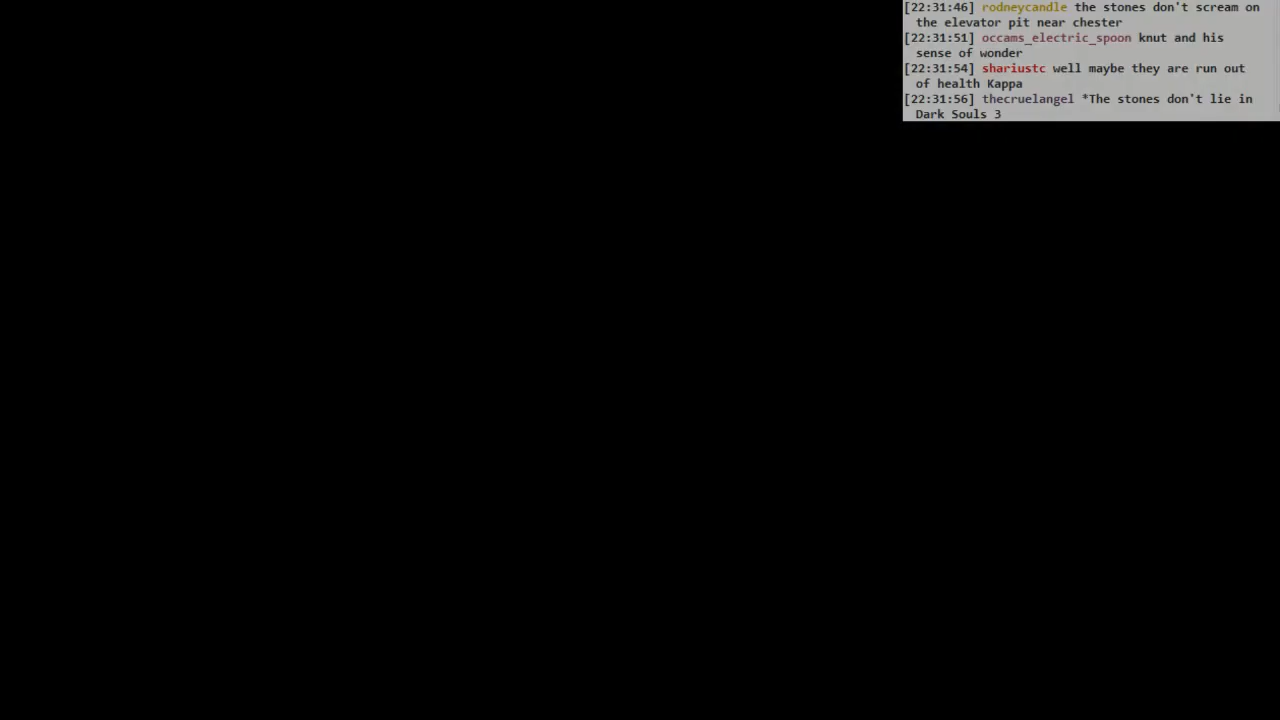 [22:31:46] rodneycandle the stones don't scream on
the elevator pit near chester
[22:31:51] occams_electric_spoon knut and his
sense of wonder
[22:31:54] shariustc well maybe they are run out
of health Kappa
[22:31:56] thecruelangel *The stones don't lie in
Dark Souls 3